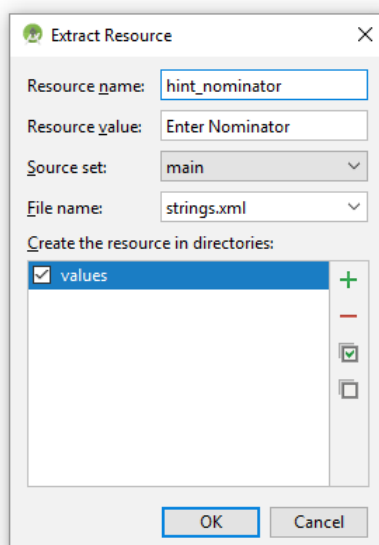 Extract Resource
Resource name: hint_nominator
Resource value: Enter Nominator
Source set: main
File name: strings.xml
Create the resource in directories:
values
OK Cancel